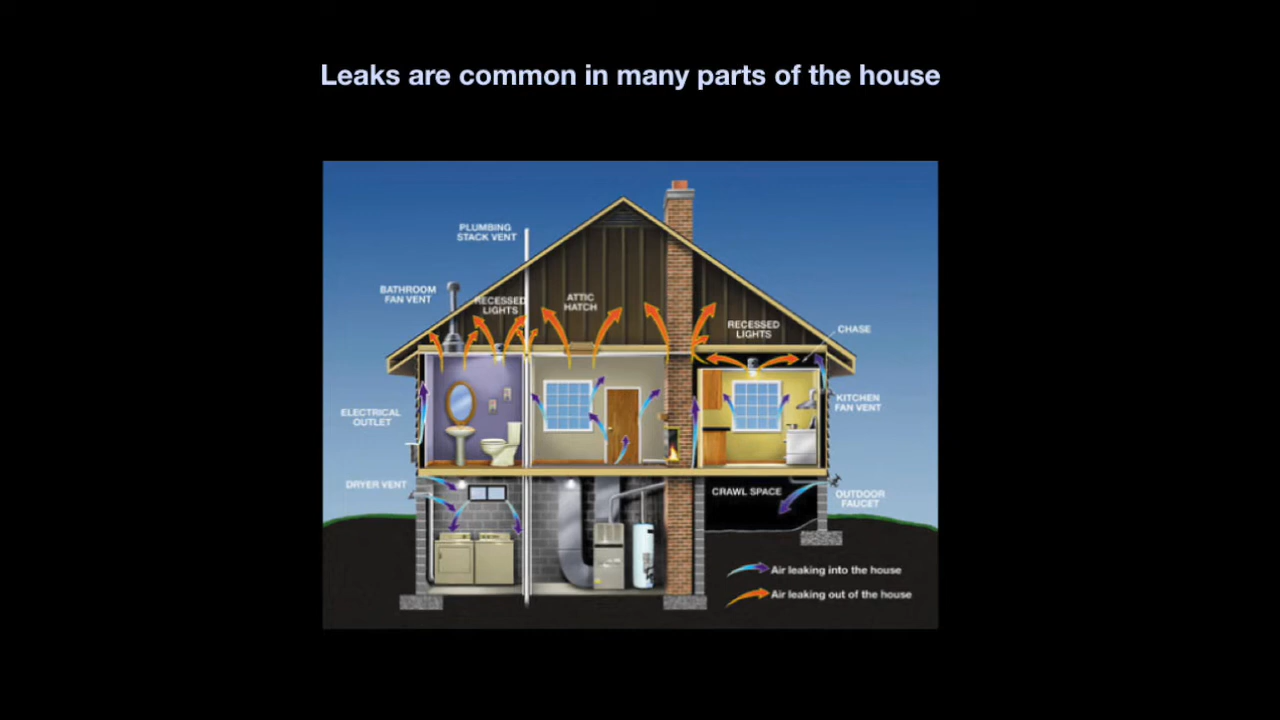 Leaks are common in many parts of the house
PLUMBING
STACK VENT
BATHROOM
FAN VENT
RECESSED
LIGHTS
ATTIC
HATCH
RECESSED
LIGHTS
CHASE
ELECTRICAL
OUTLET
KITCHEN
FAN VENT
DRYER VENT
CRAWL SPACE
OUTDOOR
FAUCET
Air leaking into the house
Air leaking out of the house